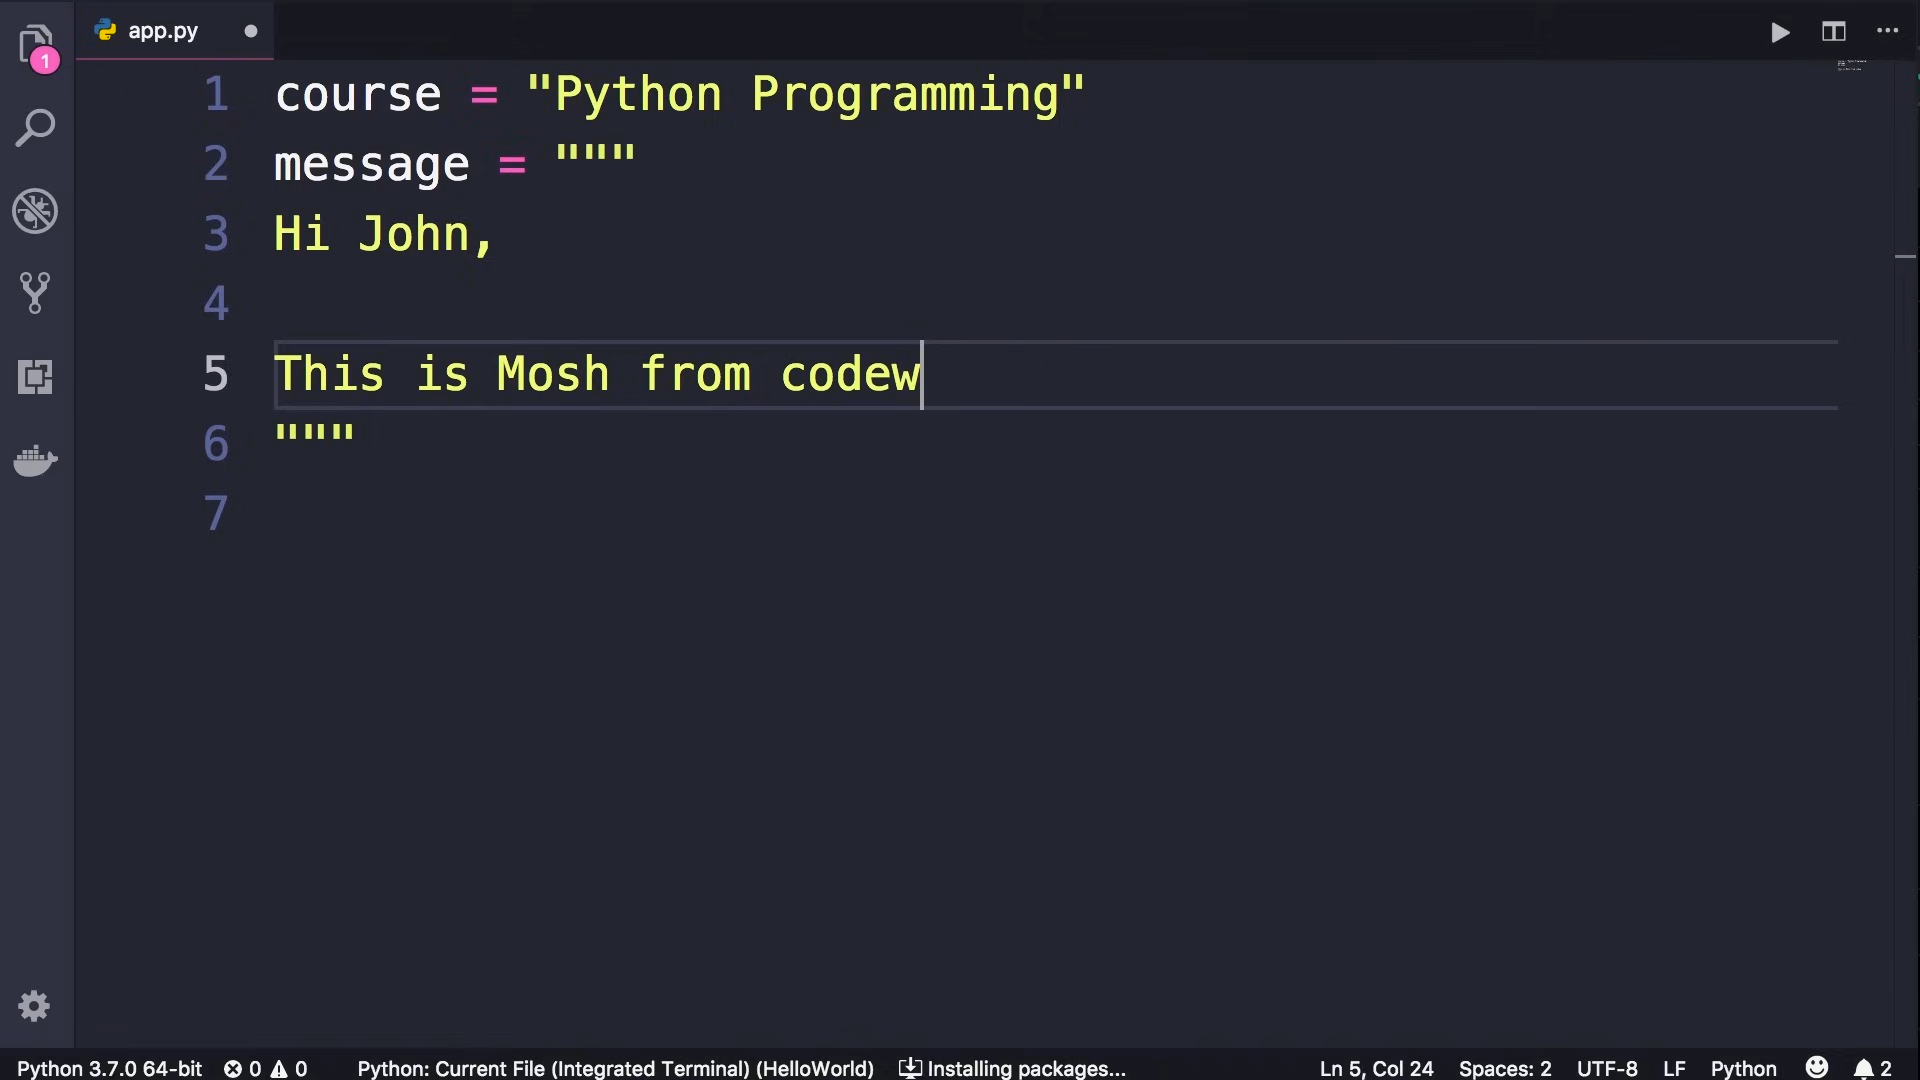 app.py
1
1 course = "Python Programming"
2 message = """
3 Hi John,
4
5 This is Mosh from codew
6 """
7
Python 3.7.0 64-bit 0 0 Python: Current File (Integrated Terminal) (HelloWorld) Installing packages... Ln 5, Col 24 Spaces: 2 UTF-8 LF Python 2